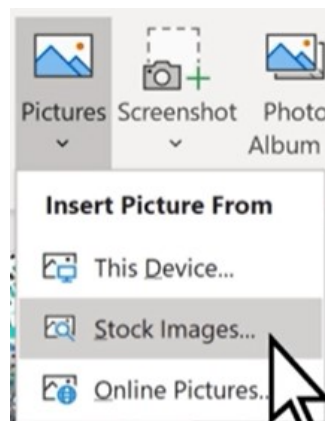 Pictures Screenshot Photo
Album
Insert Picture From
This Device...
Stock Images...
Online Pictures..